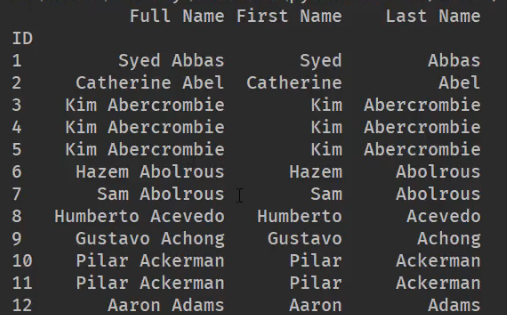 Full Name First Name Last Name
ID
1 Syed Abbas Syed Abbas
2 Catherine Abel Catherine Abel
3 Kim Abercrombie Kim Abercrombie
4 Kim Abercrombie Kim Abercrombie
5 Kim Abercrombie Kim Abercrombie
6 Hazem Abolrous Hazem Abolrous
7 Sam Abolrous Sam Abolrous
8 Humberto Acevedo Humberto Acevedo
9 Gustavo Achong Gustavo Achong
10 Pilar Ackerman Pilar Ackerman
11 Pilar Ackerman Pilar Ackerman
12 Aaron Adams Aaron Adams